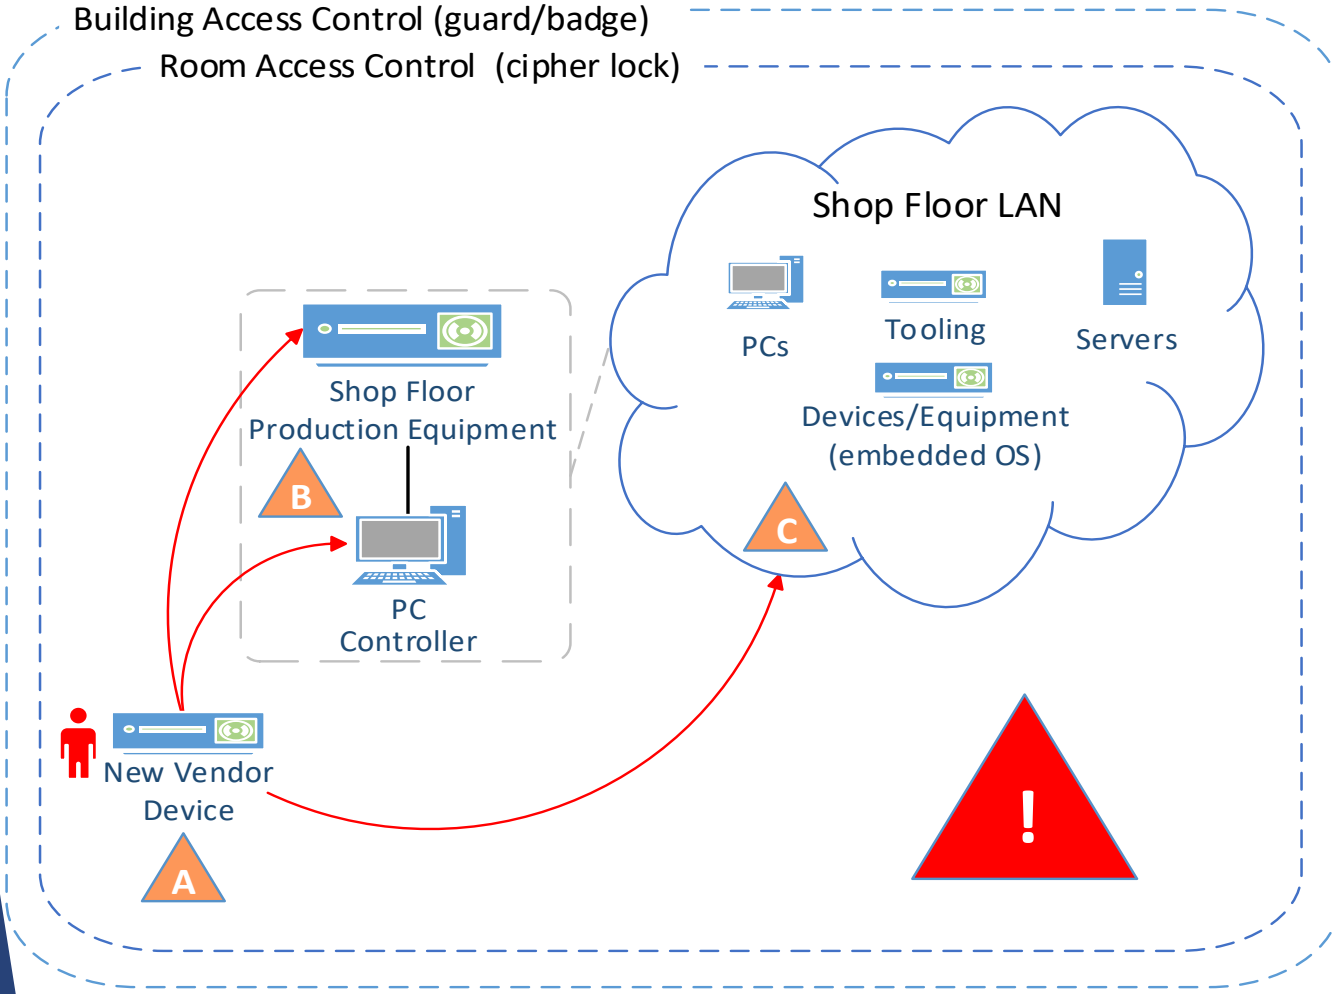 Building Access Control (guard/badge)
Room Access Control (cipher lock)
Shop Floor LAN
PCs
Tooling
Servers
Devices/Equipment
(embedded OS)
C
Shop Floor
Production Equipment
B
PC
Controller
New Vendor
Device
A
!